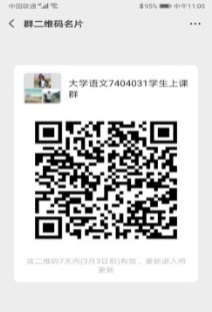 中国联通 95% 中午11:05
群二维码名片
大学语文7404031学生上课
群
该二维码7天内(3月3日前)有效，重新进入将
更新